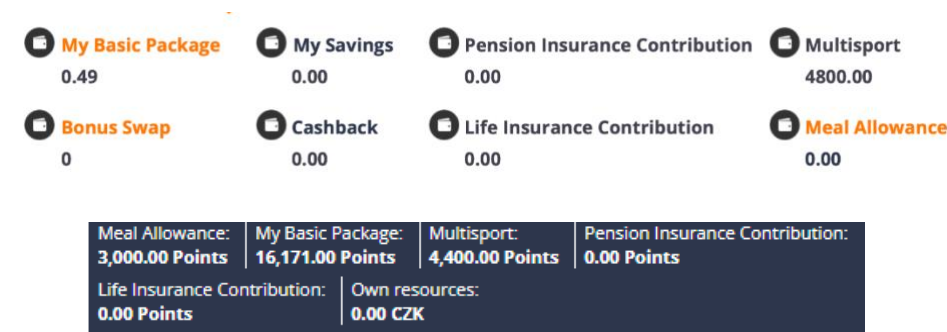 My Basic Package My Savings Pension Insurance Contribution Multisport
0.49 0.00 0.00 4800.00
Bonus Swap Cashback Life Insurance Contribution Meal Allowance
0 0.00 0.00 0.00
Meal Allowance: My Basic Package: Multisport: Pension Insurance Contribution:
3,000.00 Points 16,171.00 Points 4,400.00 Points 0.00 Points
Life Insurance Contribution: Own resources:
0.00 Points 0.00 CZK